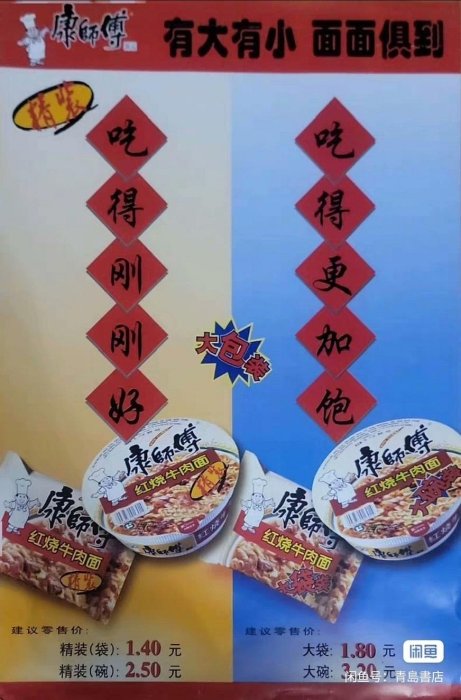 康師傅 有大有小 面面俱到
精装
吃得刚刚好
吃得更加饱
大包装
康師傅
红烧牛肉面
精装
康師傅
红烧牛肉面
精装
康師傅
红烧牛肉面
康師傅
红烧牛肉面
建议零售价:
精装(袋): 1.40 元
精装(碗): 2.50 元
建议零售价:
大袋: 1.80 元
大碗: 3.20 元
闲鱼
闲鱼号: 青島書店